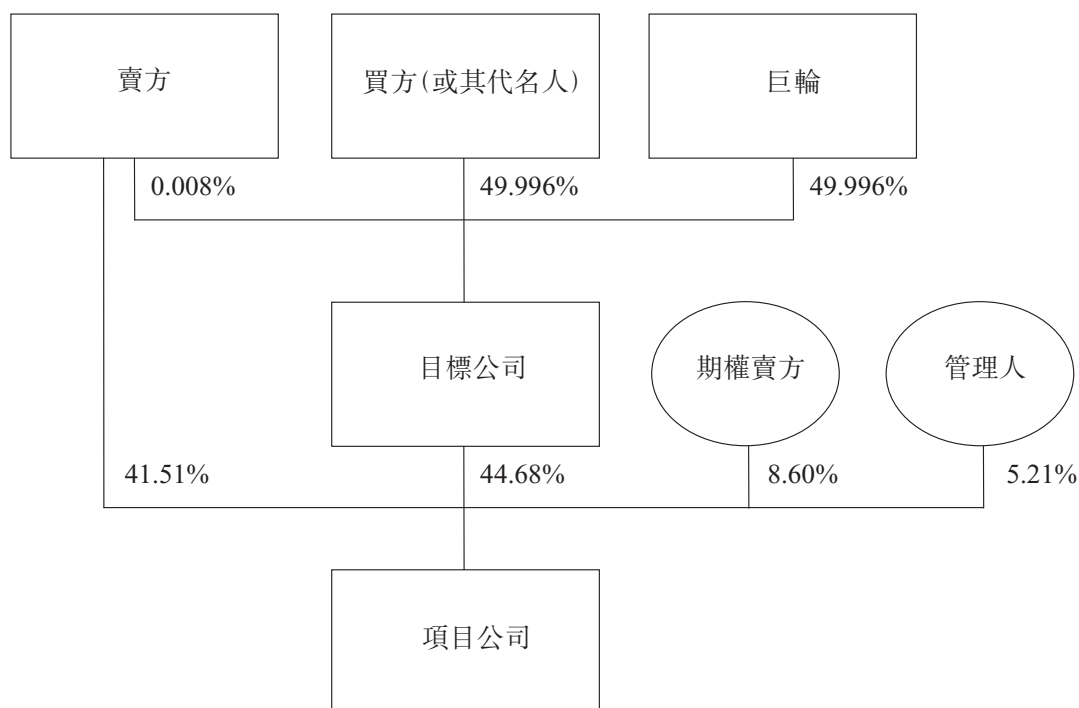 賣方
買方(或其代名人)
巨輪
0.008%
49.996%
49.996%
目標公司
期權賣方
管理人
41.51%
44.68%
8.60%
5.21%
項目公司